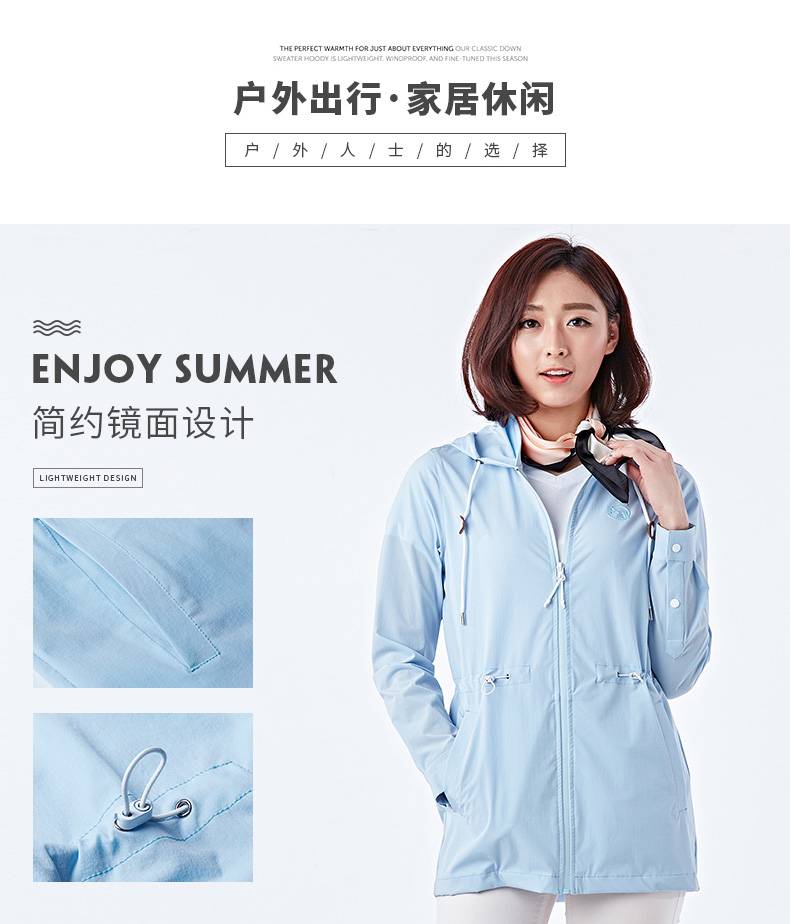 THE PERFECT WARMTH FOR JUST ABOUT EVERYTHING OUR CLASSIC DOWN
SWEATER HOODY IS LIGHTWEIGHT, WINDPROOF, AND FINE-TUNED THIS SEASON
户外出行·家居休闲
户/外/人/士/的/选/择
ENJOY SUMMER
简约镜面设计
LIGHTWEIGHT DESIGN